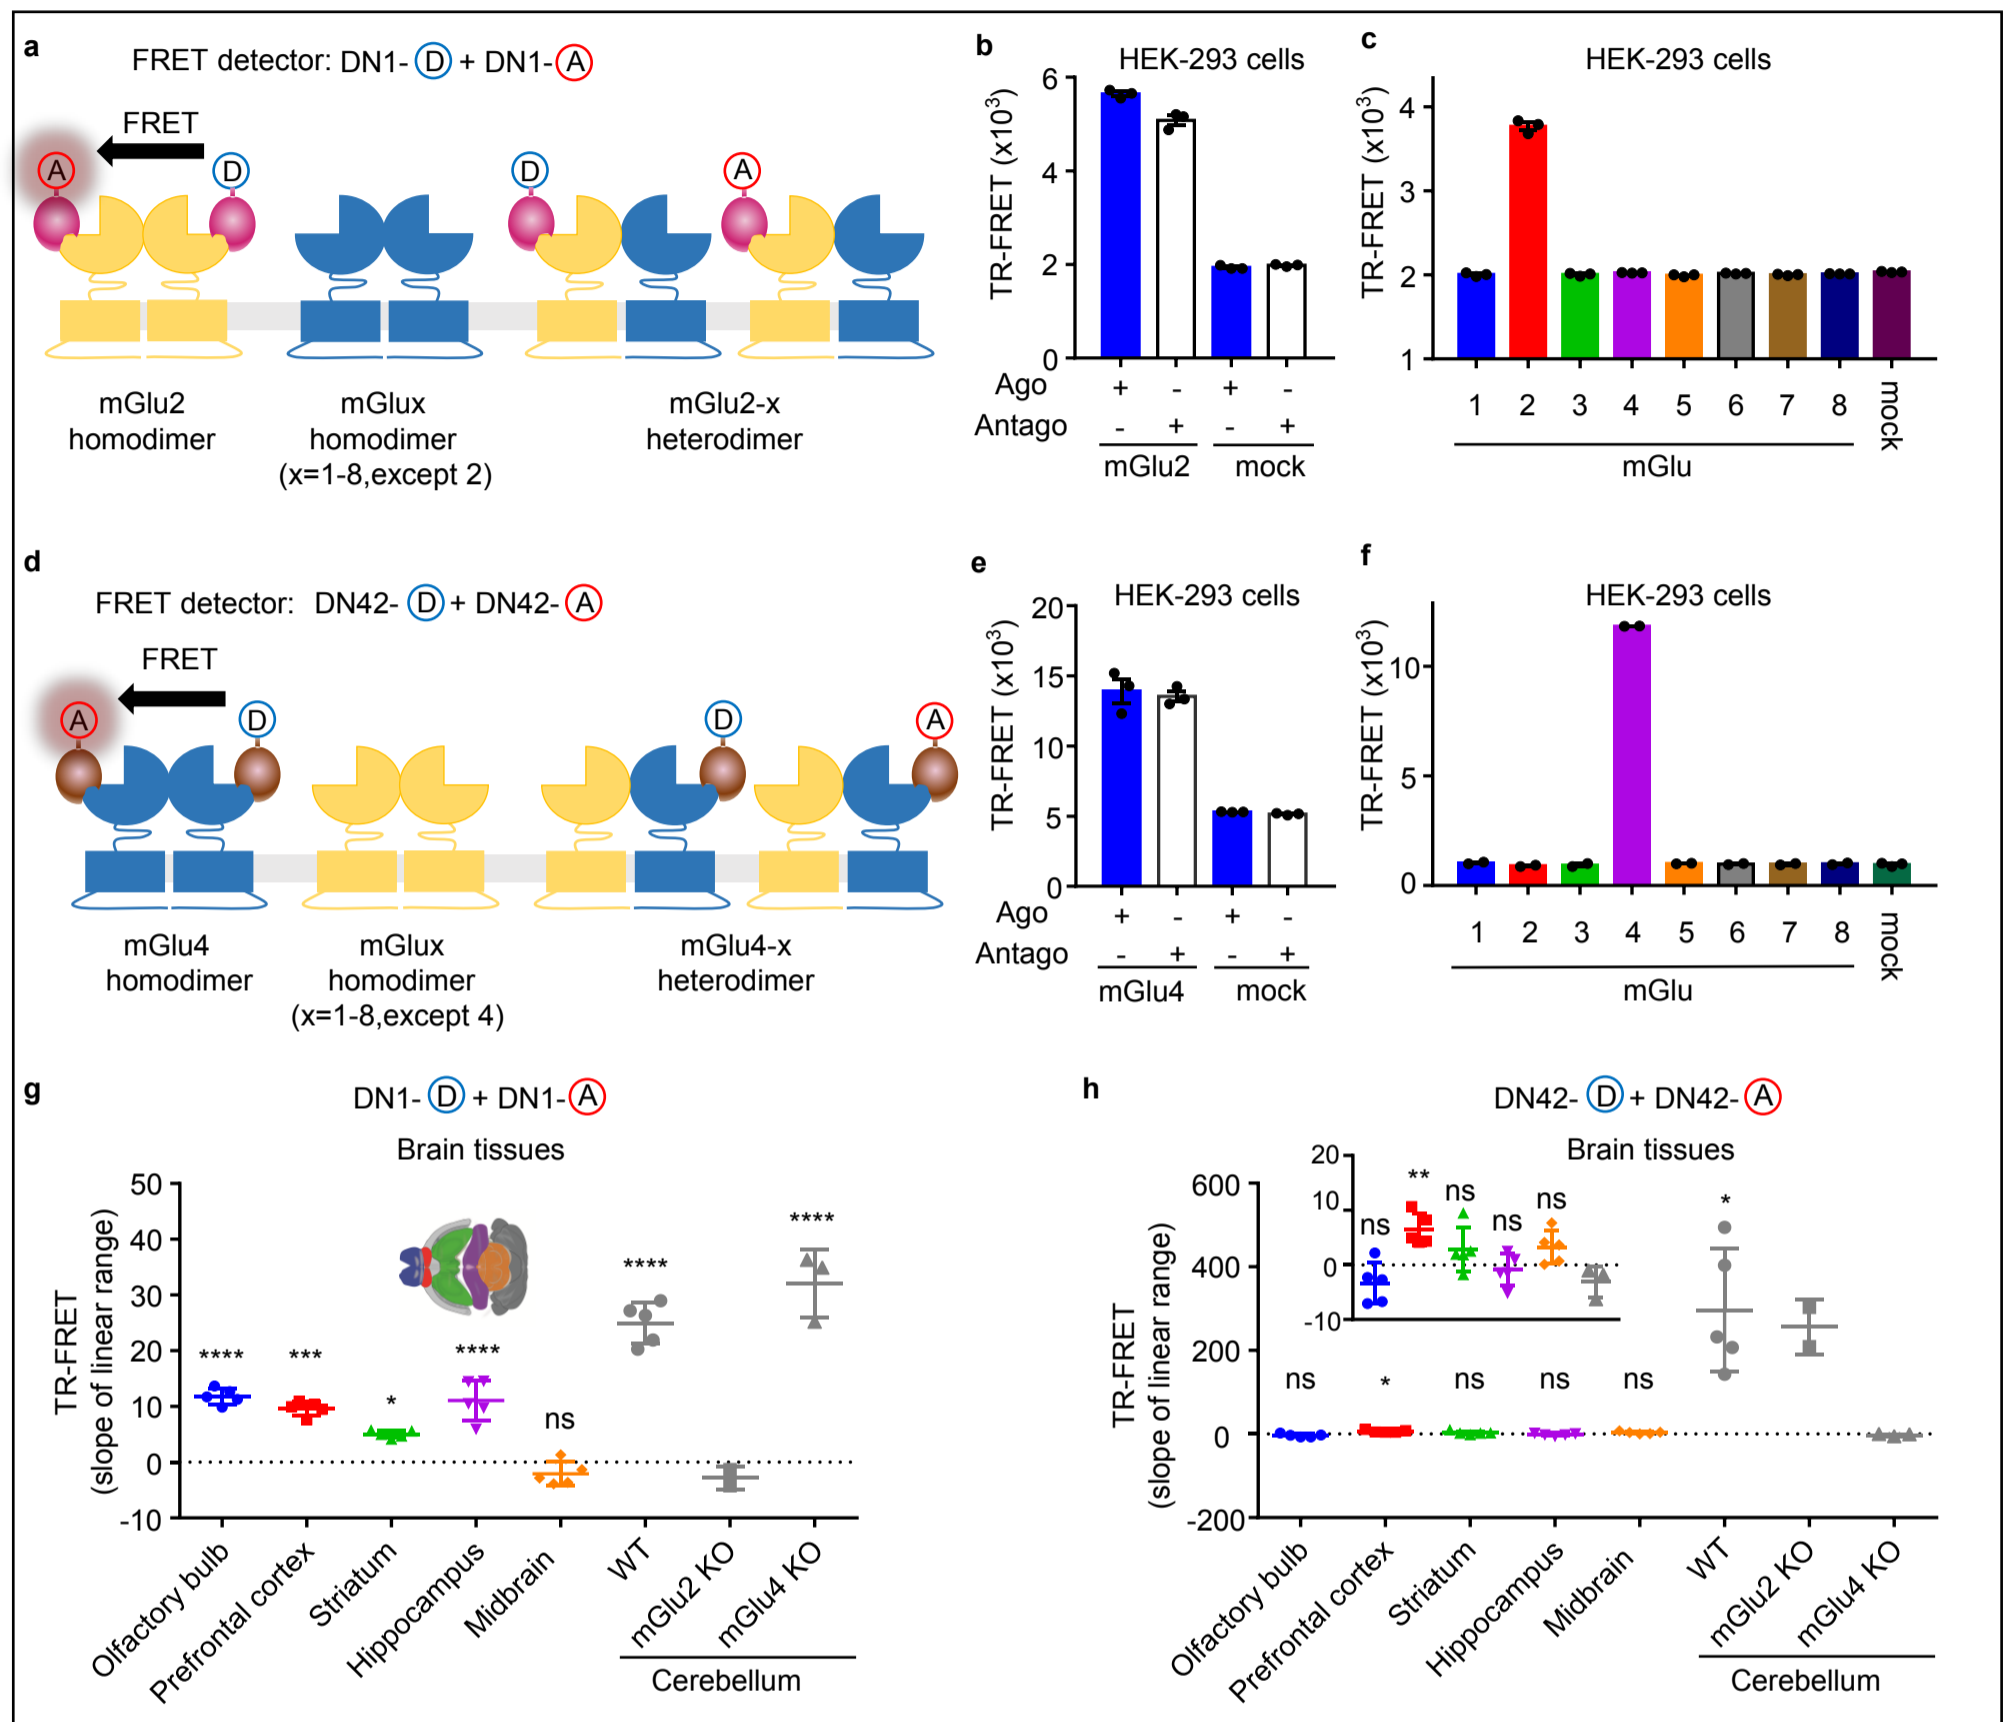 a
FRET detector: DN1- D + DN1- A
FRET
A D D A
mGlu2
homodimer
mGlux
homodimer
(x=1-8,except 2)
mGlu2-x
heterodimer
b
HEK-293 cells
TR-FRET (x10³)
6
4
2
0
Ago + - + -
Antago - + - +
mGlu2 mock
c
HEK-293 cells
TR-FRET (x10³)
4
3
2
1
1 2 3 4 5 6 7 8 mock
mGlu
d
FRET detector: DN42- D + DN42- A
FRET
A D D A
mGlu4
homodimer
mGlux
homodimer
(x=1-8,except 4)
mGlu4-x
heterodimer
e
HEK-293 cells
TR-FRET (x10³)
20
15
10
5
0
Ago + - + -
Antago - + - +
mGlu4 mock
f
HEK-293 cells
TR-FRET (x10³)
10
5
0
1 2 3 4 5 6 7 8 mock
mGlu
g
DN1- D + DN1- A
Brain tissues
TR-FRET
(slope of linear range)
50
40
30
20
10
0
-10
**** *** * **** ns **** ****
Olfactory bulb
Prefrontal cortex
Striatum
Hippocampus
Midbrain
WT
mGlu2 KO
mGlu4 KO
Cerebellum
h
DN42- D + DN42- A
Brain tissues
TR-FRET
(slope of linear range)
600
400
200
0
-200
20
10
0
-10
ns ** ns ns ns
ns * ns ns ns *
Olfactory bulb
Prefrontal cortex
Striatum
Hippocampus
Midbrain
WT
mGlu2 KO
mGlu4 KO
Cerebellum